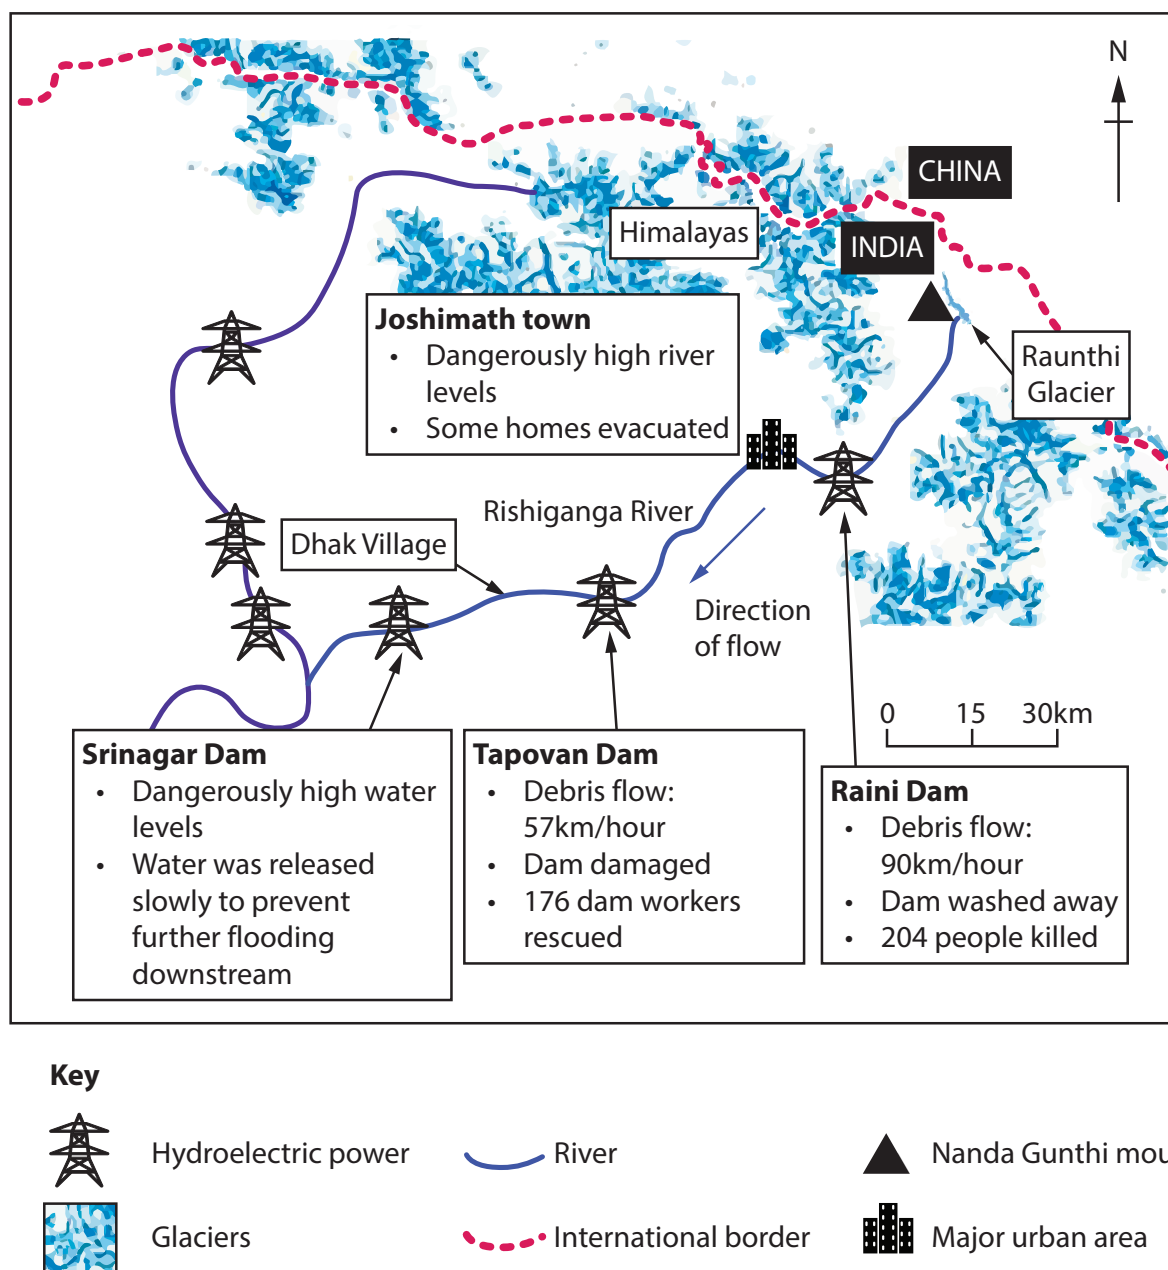 N
CHINA
INDIA
Himalayas
Raunthi
Glacier
Joshimath town
• Dangerously high river
levels
• Some homes evacuated
Rishiganga River
Dhak Village
Direction
of flow
0 15 30km
Srinagar Dam
• Dangerously high water
levels
• Water was released
slowly to prevent
further flooding
downstream
Tapovan Dam
• Debris flow:
57km/hour
• Dam damaged
• 176 dam workers
rescued
Raini Dam
• Debris flow:
90km/hour
• Dam washed away
• 204 people killed
Key
Hydroelectric power
River
Nanda Gunthi mou
Glaciers
International border
Major urban area